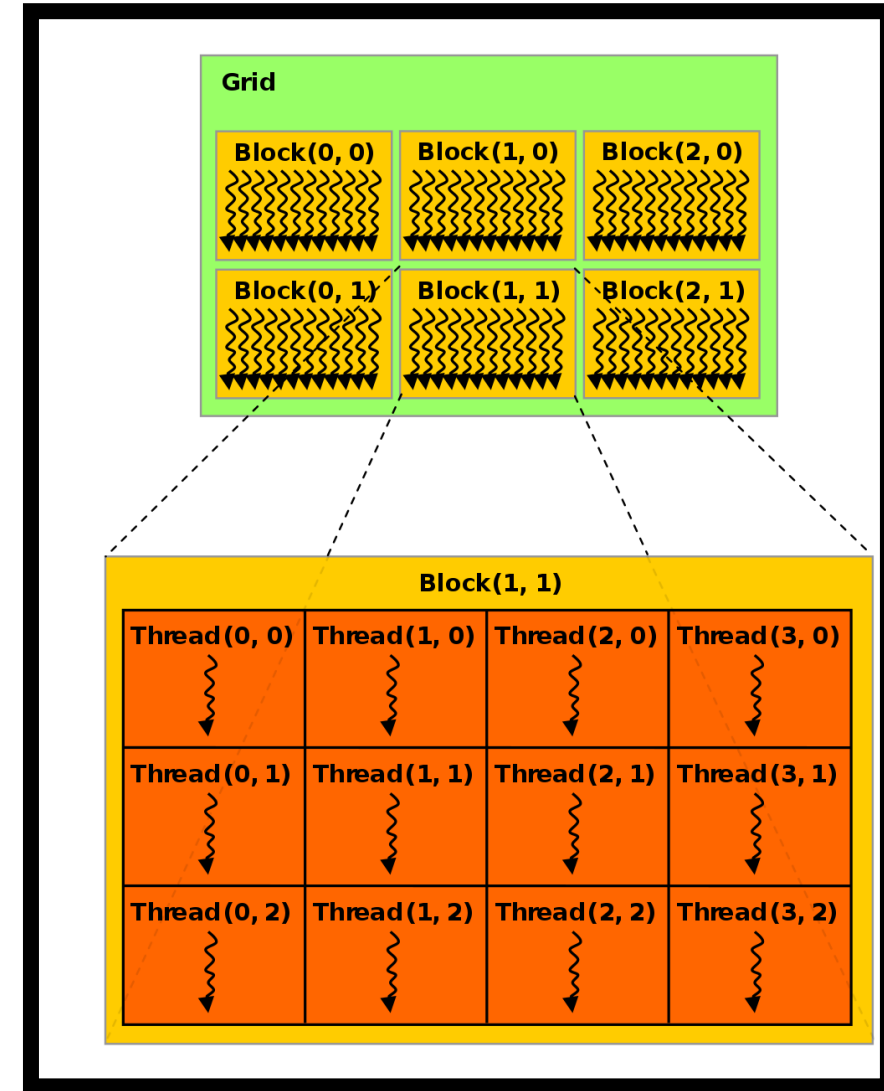 Grid
Block(0, 0) Block(1, 0) Block(2, 0)
Block(0, 1) Block(1, 1) Block(2, 1)
Block(1, 1)
Thread(0, 0) Thread(1, 0) Thread(2, 0) Thread(3, 0)
Thread(0, 1) Thread(1, 1) Thread(2, 1) Thread(3, 1)
Thread(0, 2) Thread(1, 2) Thread(2, 2) Thread(3, 2)